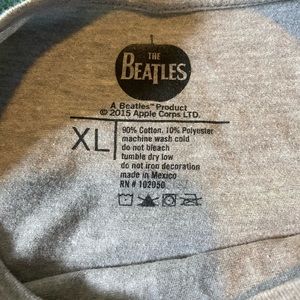 THE
BEATLES
A Beatles™ Product
© 2015 Apple Corps LTD.
XL
90% Cotton, 10% Polyester
machine wash cold
do not bleach
tumble dry low
do not iron decoration
made in Mexico
RN # 102050